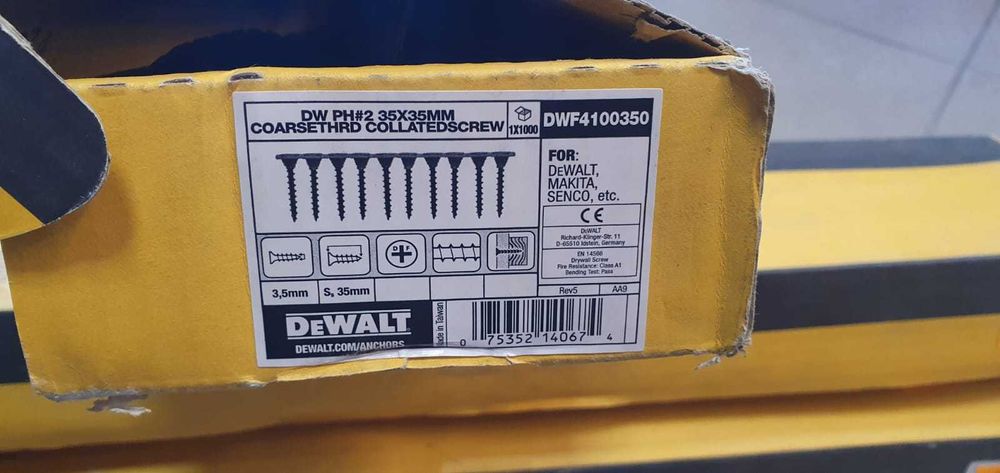 DW PH#2 35X35MM
COARSETHRD COLLATEDSCREW
1X1000
DWF4100350
FOR:
DEWALT,
MAKITA,
SENCO, etc.
CE
DEWALT
Richard-Klinger-Str. 11
D-65510 Idstein, Germany
EN 14566
Drywall Screw
Fire Resistance: Class A1
Bending Test: Pass
D F
3,5mm
S, 35mm
Rev5
AA9
DEWALT
DEWALT.COM/ANCHORS
Made in Taiwan
0 75352 14067 4